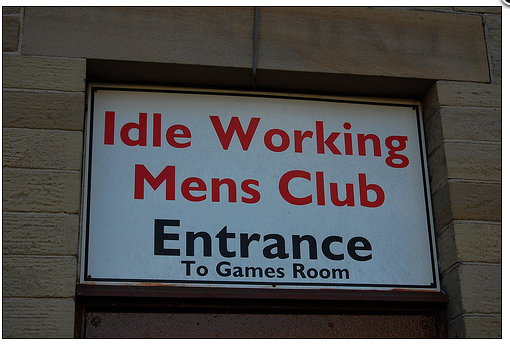 Idle Working
Mens Club
Entrance
To Games Room